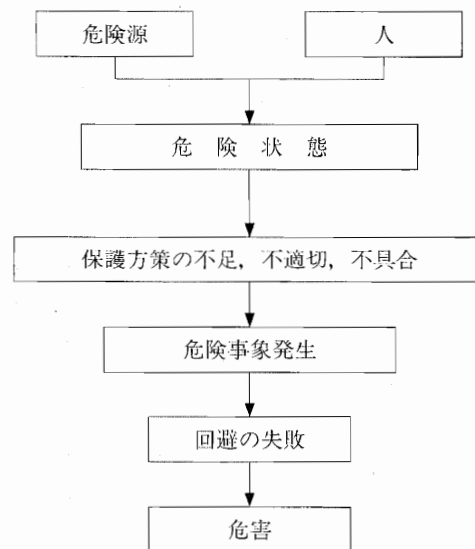 危険源
人
危険状態
保護方策の不足，不適切，不具合
危険事象発生
回避の失敗
危害